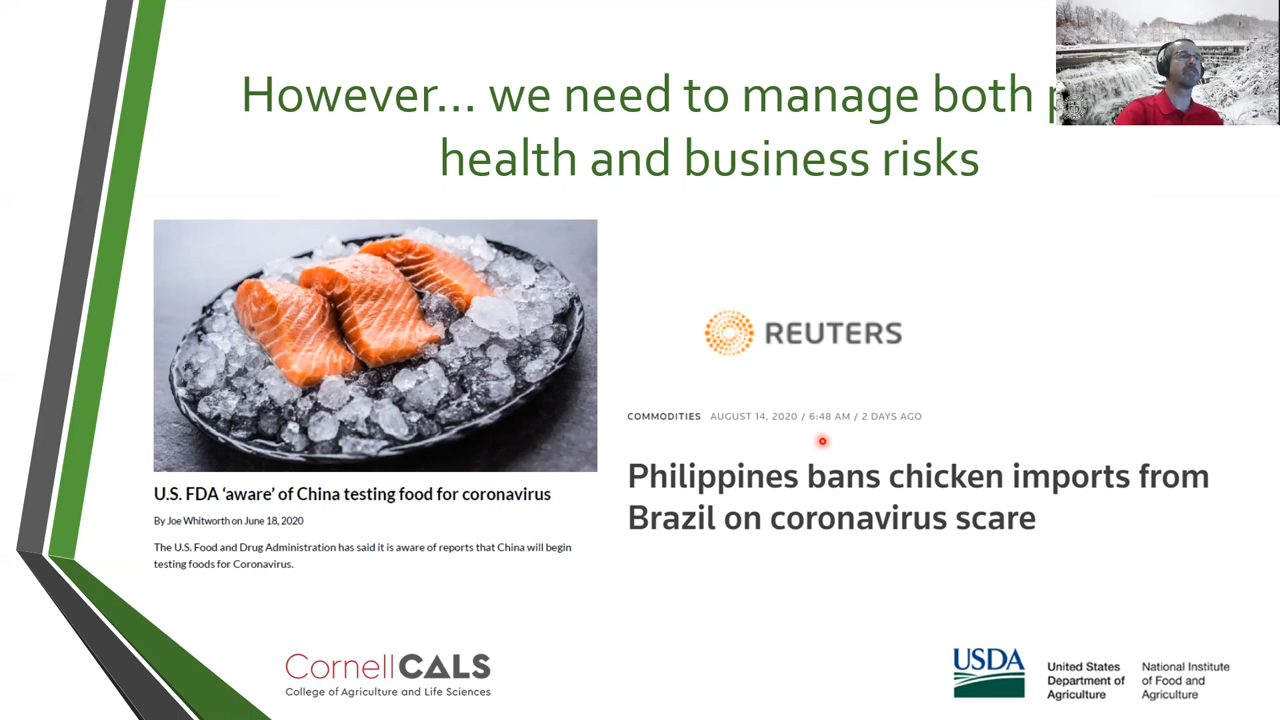 However... we need to manage both
health and business risks
REUTERS
COMMODITIES AUGUST 14, 2020 / 6:48 AM / 2 DAYS AGO
Philippines bans chicken imports from
Brazil on coronavirus scare
U.S. FDA ‘aware’ of China testing food for coronavirus
By Joe Whitworth on June 18, 2020
The U.S. Food and Drug Administration has said it is aware of reports that China will begin
testing foods for Coronavirus.
CornellCALS
College of Agriculture and Life Sciences
USDA
United States
Department of
Agriculture
National Institute
of Food and
Agriculture